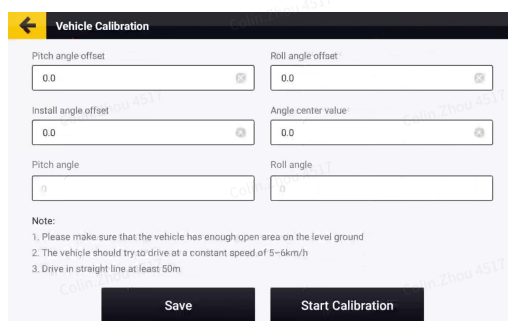 Vehicle Calibration
Pitch angle offset
Roll angle offset
0.0
0.0
Install angle offset
Angle center value
0.0
0.0
Pitch angle
Roll angle
0
0
Note:
1. Please make sure that the vehicle has enough open area on the level ground
2. The vehicle should try to drive at a constant speed of 5~6km/h
3. Drive in straight line at least 50m
Save
Start Calibration
Colin.Zhou 4517